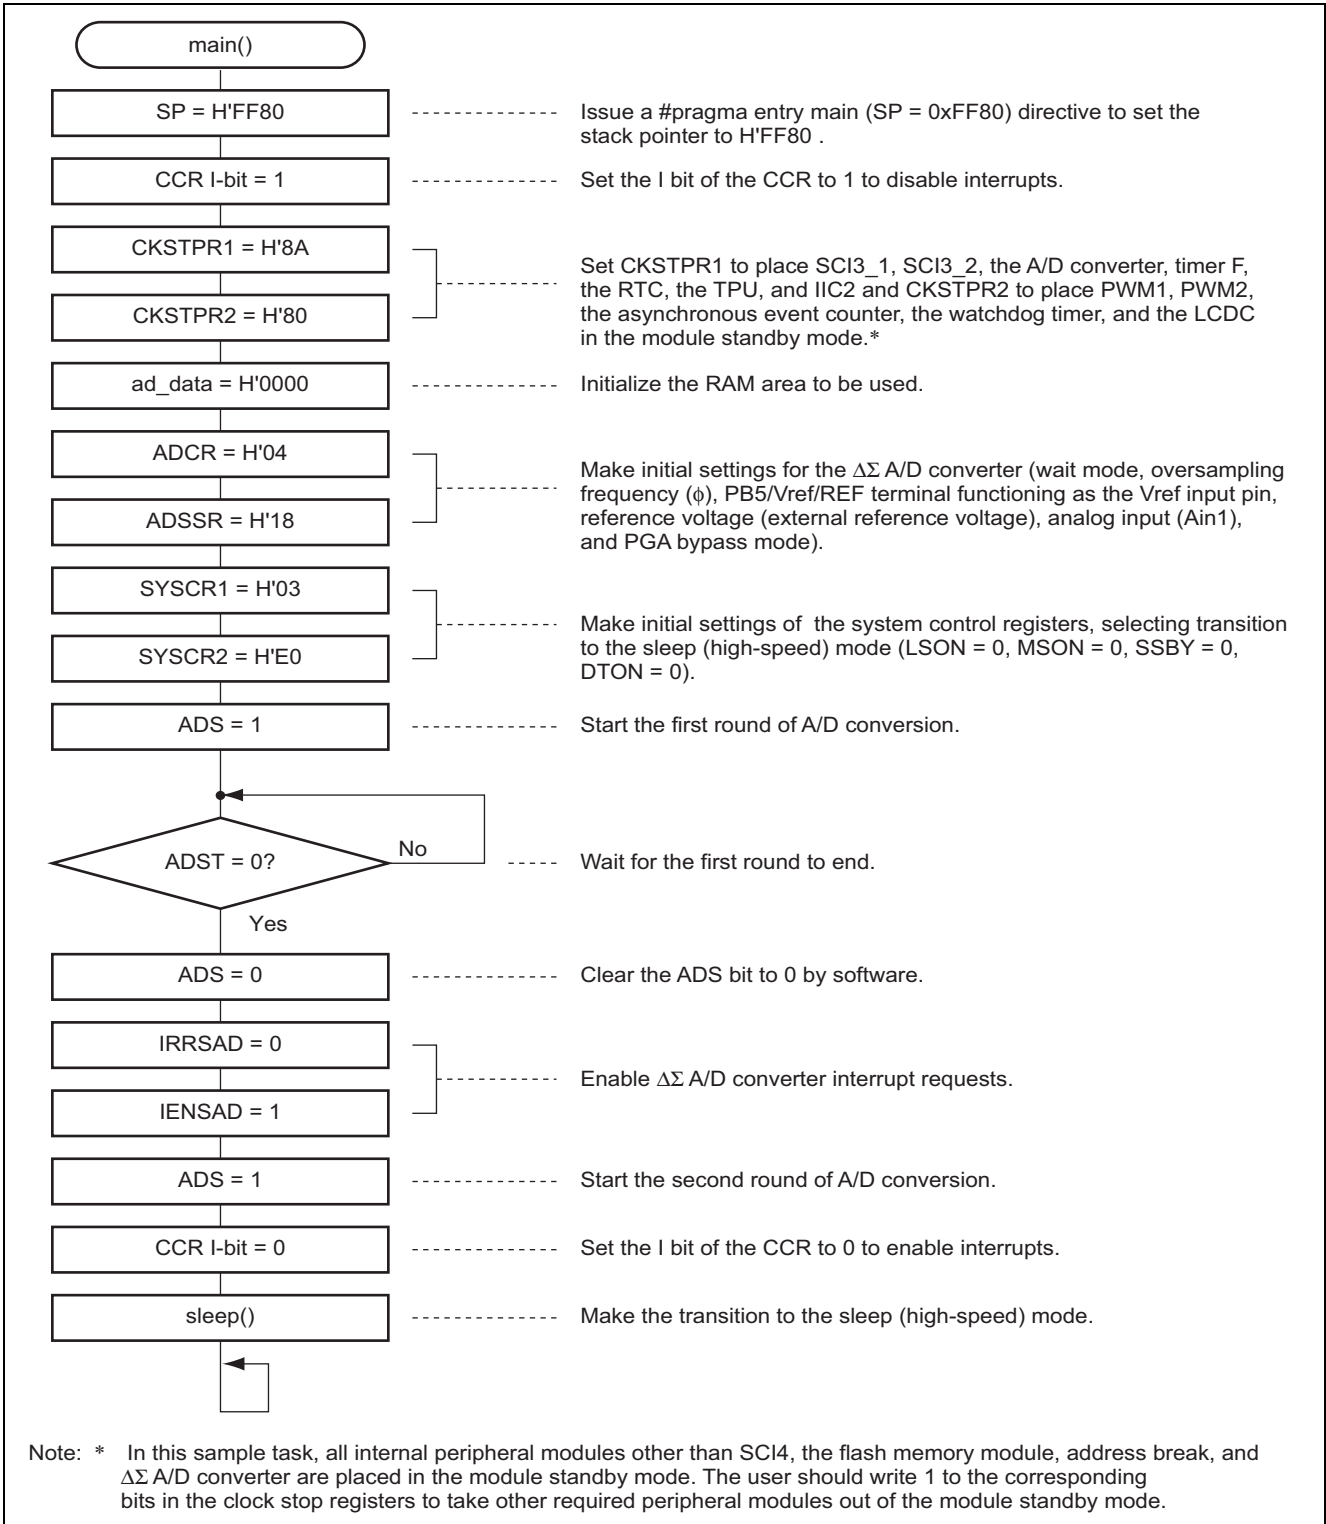 main()
SP = H'FF80
Issue a #pragma entry main (SP = 0xFF80) directive to set the
stack pointer to H'FF80 .
CCR I-bit = 1
Set the I bit of the CCR to 1 to disable interrupts.
CKSTPR1 = H'8A
CKSTPR2 = H'80
Set CKSTPR1 to place SCI3_1, SCI3_2, the A/D converter, timer F,
the RTC, the TPU, and IIC2 and CKSTPR2 to place PWM1, PWM2,
the asynchronous event counter, the watchdog timer, and the LCDC
in the module standby mode.*
ad_data = H'0000
Initialize the RAM area to be used.
ADCR = H'04
ADSSR = H'18
Make initial settings for the ΔΣ A/D converter (wait mode, oversampling
frequency (ϕ), PB5/Vref/REF terminal functioning as the Vref input pin,
reference voltage (external reference voltage), analog input (Ain1),
and PGA bypass mode).
SYSCR1 = H'03
SYSCR2 = H'E0
Make initial settings of  the system control registers, selecting transition
to the sleep (high-speed) mode (LSON = 0, MSON = 0, SSBY = 0,
DTON = 0).
ADS = 1
Start the first round of A/D conversion.
ADST = 0?
No
Wait for the first round to end.
Yes
ADS = 0
Clear the ADS bit to 0 by software.
IRRSAD = 0
IENSAD = 1
Enable ΔΣ A/D converter interrupt requests.
ADS = 1
Start the second round of A/D conversion.
CCR I-bit = 0
Set the I bit of the CCR to 0 to enable interrupts.
sleep()
Make the transition to the sleep (high-speed) mode.
Note: * In this sample task, all internal peripheral modules other than SCI4, the flash memory module, address break, and
ΔΣ A/D converter are placed in the module standby mode. The user should write 1 to the corresponding
bits in the clock stop registers to take other required peripheral modules out of the module standby mode.